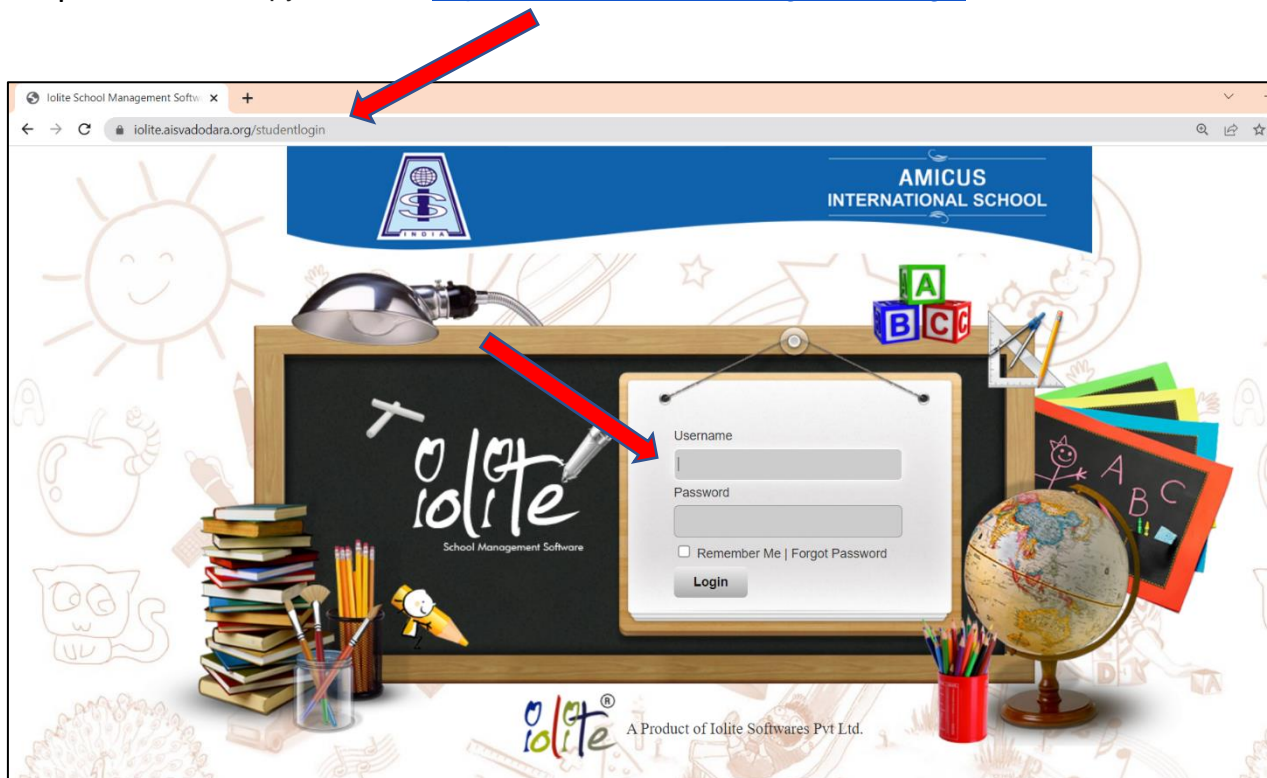 Iolite School Management Softw
iolite.aisvadodara.org/studentlogin
INDIA
AIS
AMICUS
INTERNATIONAL SCHOOL
A
B C C
iolite
School Management Software
Username
Password
Remember Me | Forgot Password
Login
A
B
C
iolite®
A Product of Iolite Softwares Pvt Ltd.